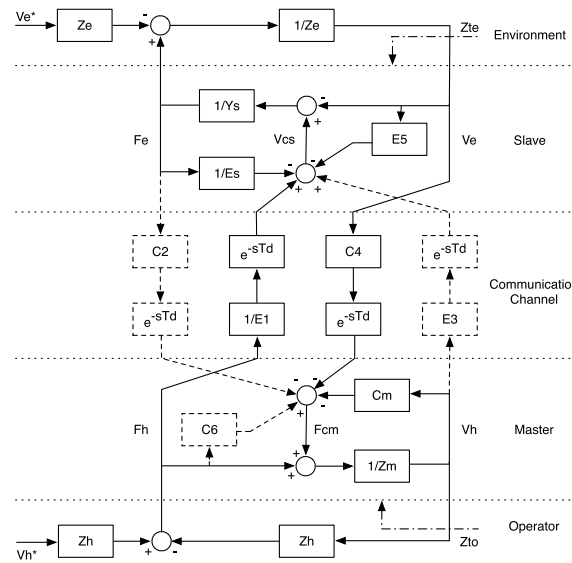 Ve*
Ze
-
+
1/Ze
Zte
Environment
1/Ys
-
+
Fe
Vcs
E5
Ve
Slave
1/Es
-
-
+
+
C2
e-sTd
C4
e-sTd
e-sTd
1/E1
e-sTd
E3
Communicatio
Channel
-
-
-
+
Cm
Fh
C6
Fcm
Vh
Master
+
+
1/Zm
Operator
Zto
Vh*
Zh
+
-
Zh